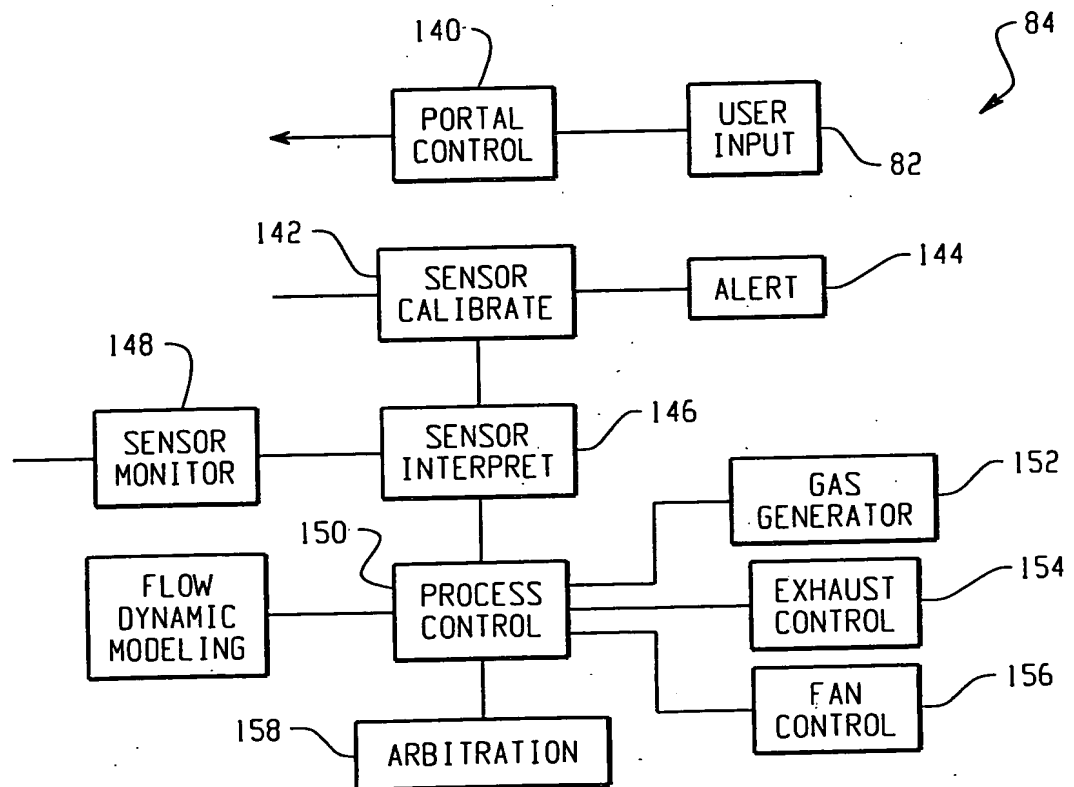 140
84
PORTAL
CONTROL
USER
INPUT
82
142
SENSOR
CALIBRATE
ALERT
144
148
SENSOR
MONITOR
SENSOR
INTERPRET
146
GAS
GENERATOR
152
150
FLOW
DYNAMIC
MODELING
PROCESS
CONTROL
EXHAUST
CONTROL
154
FAN
CONTROL
156
158
ARBITRATION